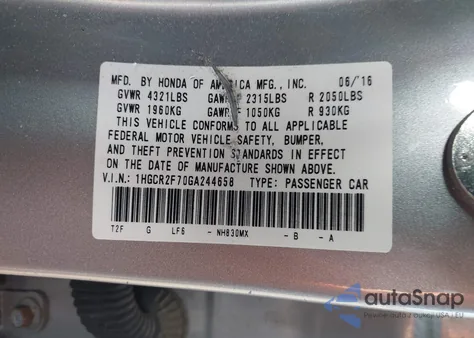 MFD. BY HONDA OF AMERICA MFG., INC. 06/16
GVWR 4321LBS GAWR F 2315LBS R 2050LBS
GVWR 1960KG GAWR F 1050KG R 930KG
THIS VEHICLE CONFORMS TO ALL APPLICABLE
FEDERAL MOTOR VEHICLE SAFETY, BUMPER,
AND THEFT PREVENTION STANDARDS IN EFFECT
ON THE DATE OF MANUFACTURE SHOWN ABOVE.
V.I.N.: 1HGCR2F70GA244658 TYPE: PASSENGER CAR
T2F G LF6 - NH830MX - B - A
autoSnap